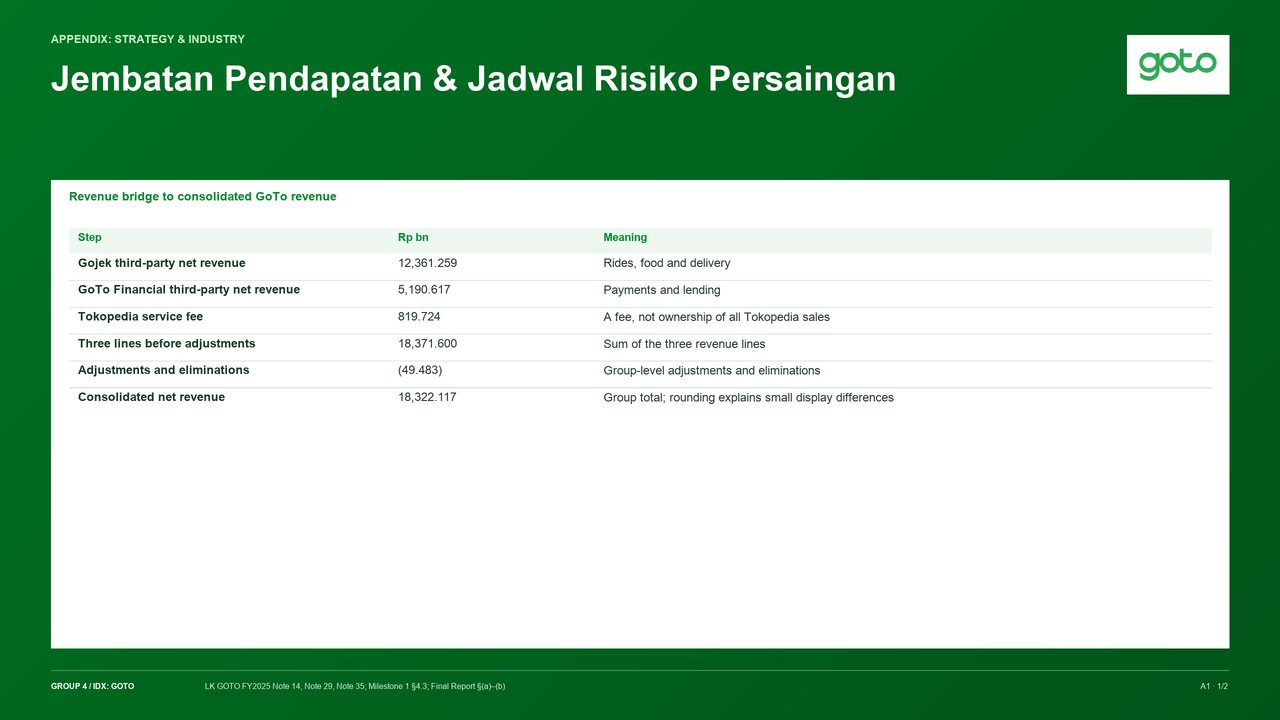 APPENDIX: STRATEGY & INDUSTRY
Jembatan Pendapatan & Jadwal Risiko Persaingan
goto
Revenue bridge to consolidated GoTo revenue
Step Rp bn Meaning
Gojek third-party net revenue 12,361.259 Rides, food and delivery
GoTo Financial third-party net revenue 5,190.617 Payments and lending
Tokopedia service fee 819.724 A fee, not ownership of all Tokopedia sales
Three lines before adjustments 18,371.600 Sum of the three revenue lines
Adjustments and eliminations (49.483) Group-level adjustments and eliminations
Consolidated net revenue 18,322.117 Group total; rounding explains small display differences
GROUP 4 / IDX: GOTO LK GOTO FY2025 Note 14, Note 29, Note 35; Milestone 1 §4.3; Final Report §(a)–(b) A1 · 1/2